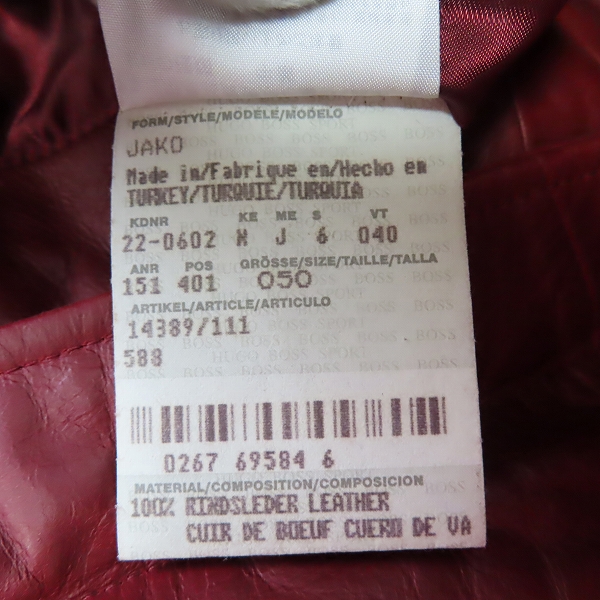 FORM/STYLE/MODELE/MODELO
JAKO
Made in/Fabrique en/Hecho en
TURKEY/TURQUIE/TURQUIA
KDNR KE ME S VT
22-0602 N J 6 040
ANR POS GRÖSSE/SIZE/TAILLE/TALLA
151 401 050
ARTIKEL/ARTICLE/ARTICULO
14389/111
588
0267 69584 6
MATERIAL/COMPOSITION/COMPOSICION
100% RINDSLEDER LEATHER
CUIR DE BOEUF CUERO DE VA